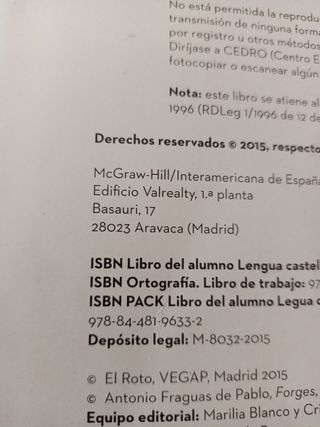 No está permitida la reprodu
transmisión de ninguna forma
por registro u otros métodos
Diríjase a CEDRO (Centro E
fotocopiar o escanear algún
Nota: este libro se atiene al
1996 (RDLeg 1/1996 de 12 de
Derechos reservados © 2015, respecto
McGraw-Hill/Interamericana de España
Edificio Valrealty, 1.ª planta
Basauri, 17
28023 Aravaca (Madrid)
ISBN Libro del alumno Lengua castel
ISBN Ortografía. Libro de trabajo: 97
ISBN PACK Libro del alumno Legua c
978-84-481-9633-2
Depósito legal: M-8032-2015
© El Roto, VEGAP, Madrid 2015
© Antonio Fraguas de Pablo, Forges,
Equipo editorial: Marilia Blanco y Cri